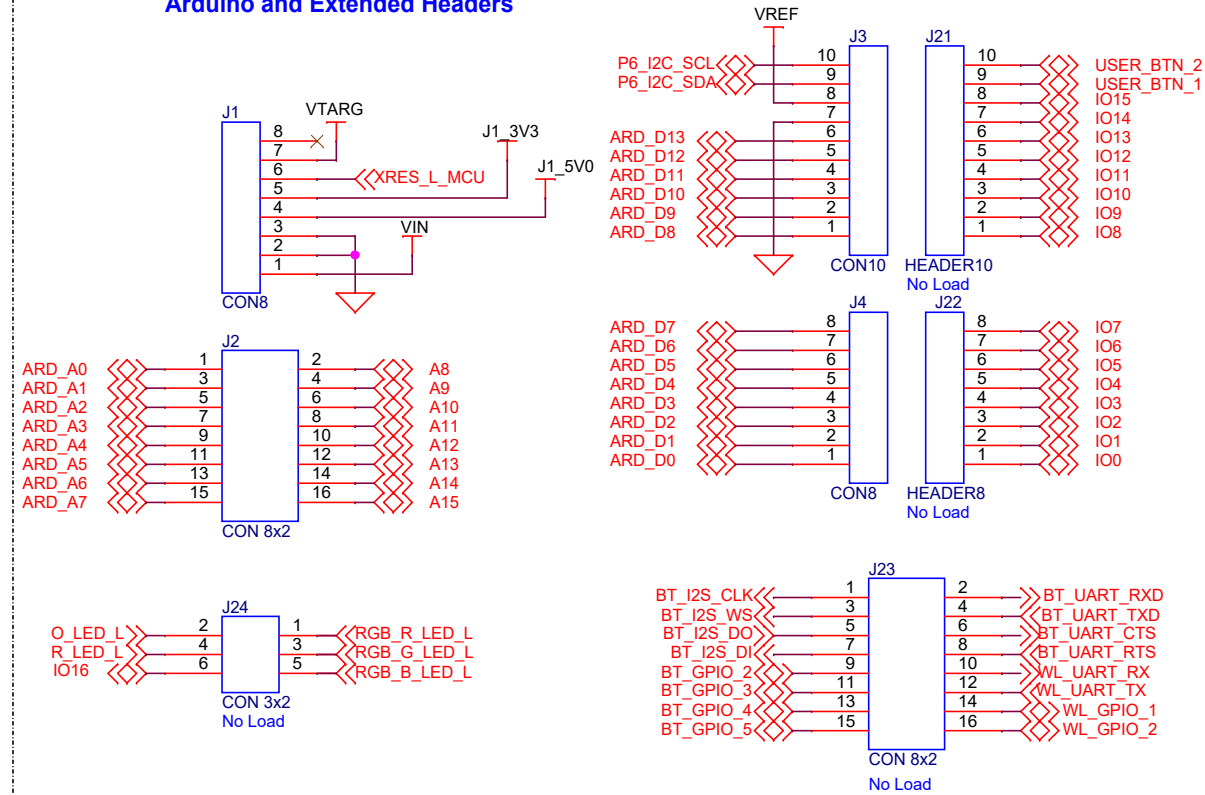 Arduino and Extended Headers
J1
VTARG
8
7
6
5
4
3
2
1
XRES_L_MCU
J1_3V3
J1_5V0
VIN
CON8
VREF
J3
P6_I2C_SCL
10
P6_I2C_SDA
9
8
7
ARD_D13
6
ARD_D12
5
ARD_D11
4
ARD_D10
3
ARD_D9
2
ARD_D8
1
CON10
J21
10
USER_BTN_2
9
USER_BTN_1
8
IO15
7
IO14
6
IO13
5
IO12
4
IO11
3
IO10
2
IO9
1
IO8
HEADER10
No Load
J2
ARD_A0 1 2 A8
ARD_A1 3 4 A9
ARD_A2 5 6 A10
ARD_A3 7 8 A11
ARD_A4 9 10 A12
ARD_A5 11 12 A13
ARD_A6 13 14 A14
ARD_A7 15 16 A15
CON 8x2
J4
ARD_D7 8
ARD_D6 7
ARD_D5 6
ARD_D4 5
ARD_D3 4
ARD_D2 3
ARD_D1 2
ARD_D0 1
CON8
J22
8 IO7
7 IO6
6 IO5
5 IO4
4 IO3
3 IO2
2 IO1
1 IO0
HEADER8
No Load
J24
O_LED_L 2 1 RGB_R_LED_L
R_LED_L 4 3 RGB_G_LED_L
IO16 6 5 RGB_B_LED_L
CON 3x2
No Load
J23
BT_I2S_CLK 1 2 BT_UART_RXD
BT_I2S_WS 3 4 BT_UART_TXD
BT_I2S_DO 5 6 BT_UART_CTS
BT_I2S_DI 7 8 BT_UART_RTS
BT_GPIO_2 9 10 WL_UART_RX
BT_GPIO_3 11 12 WL_UART_TX
BT_GPIO_4 13 14 WL_GPIO_1
BT_GPIO_5 15 16 WL_GPIO_2
CON 8x2
No Load